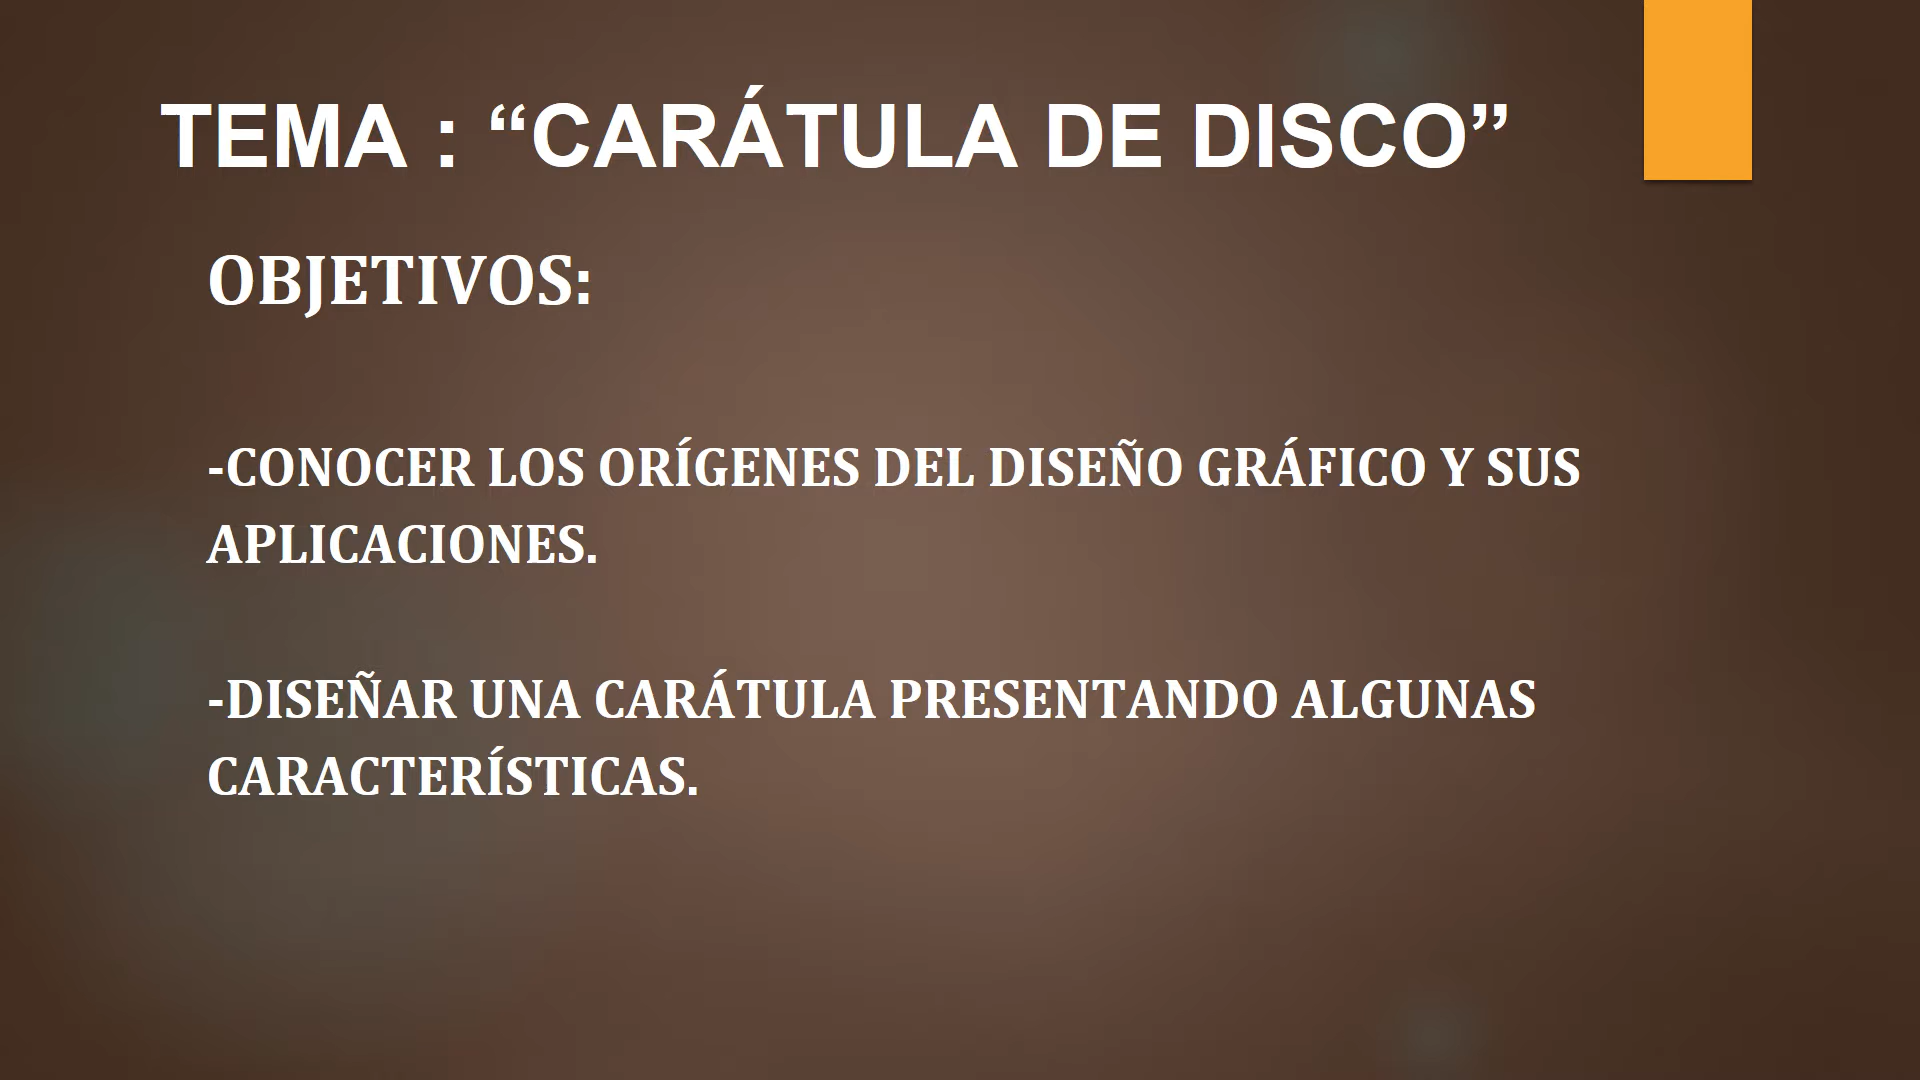 TEMA : “CARÁTULA DE DISCO”
OBJETIVOS:
-CONOCER LOS ORÍGENES DEL DISEÑO GRÁFICO Y SUS
APLICACIONES.
-DISEÑAR UNA CARÁTULA PRESENTANDO ALGUNAS
CARACTERÍSTICAS.